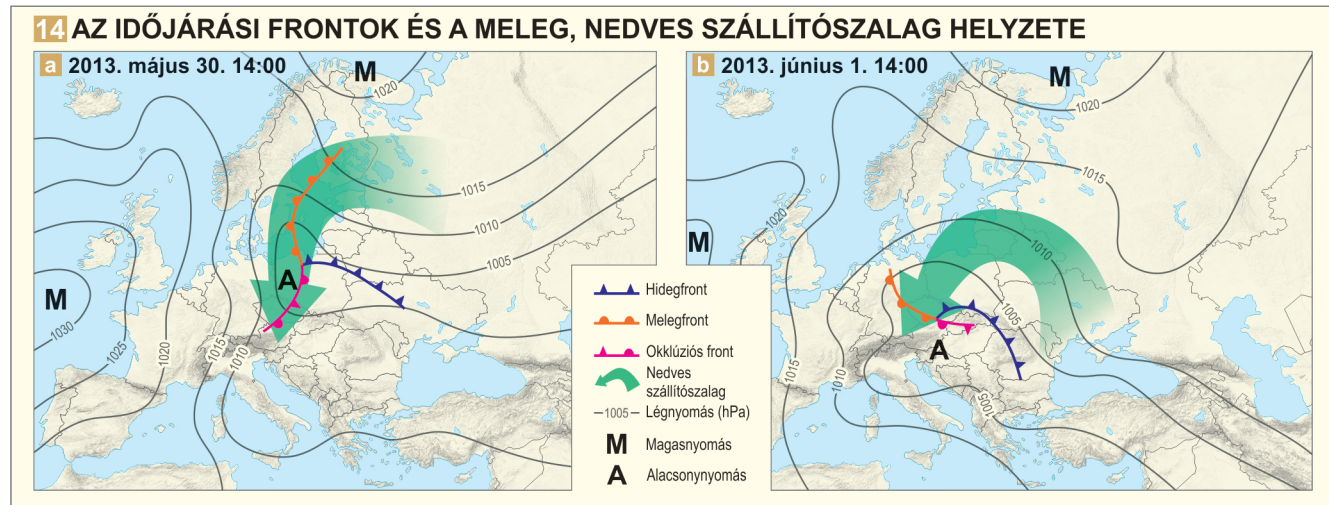 14 AZ IDŐJÁRÁSI FRONTOK ÉS A MELEG, NEDVES SZÁLLÍTÓSZALAG HELYZETE
a 2013. május 30. 14:00
M
1020
1015
1010
1005
A
M
1030
1025
1020
1015
1010
b 2013. június 1. 14:00
M
1020
1015
1020
M
1010
1005
A
1015
1010
1005
Hidegfront
Melegfront
Okklúziós front
Nedves
szállítószalag
1005 Légnyomás (hPa)
M Magasnyomás
A Alacsonynyomás